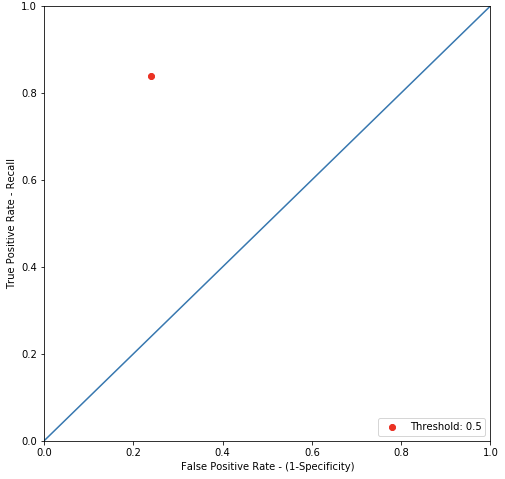 1.0
0.8
0.6
0.4
0.2
0.0
True Positive Rate - Recall
Threshold: 0.5
0.0 0.2 0.4 0.6 0.8 1.0
False Positive Rate - (1-Specificity)